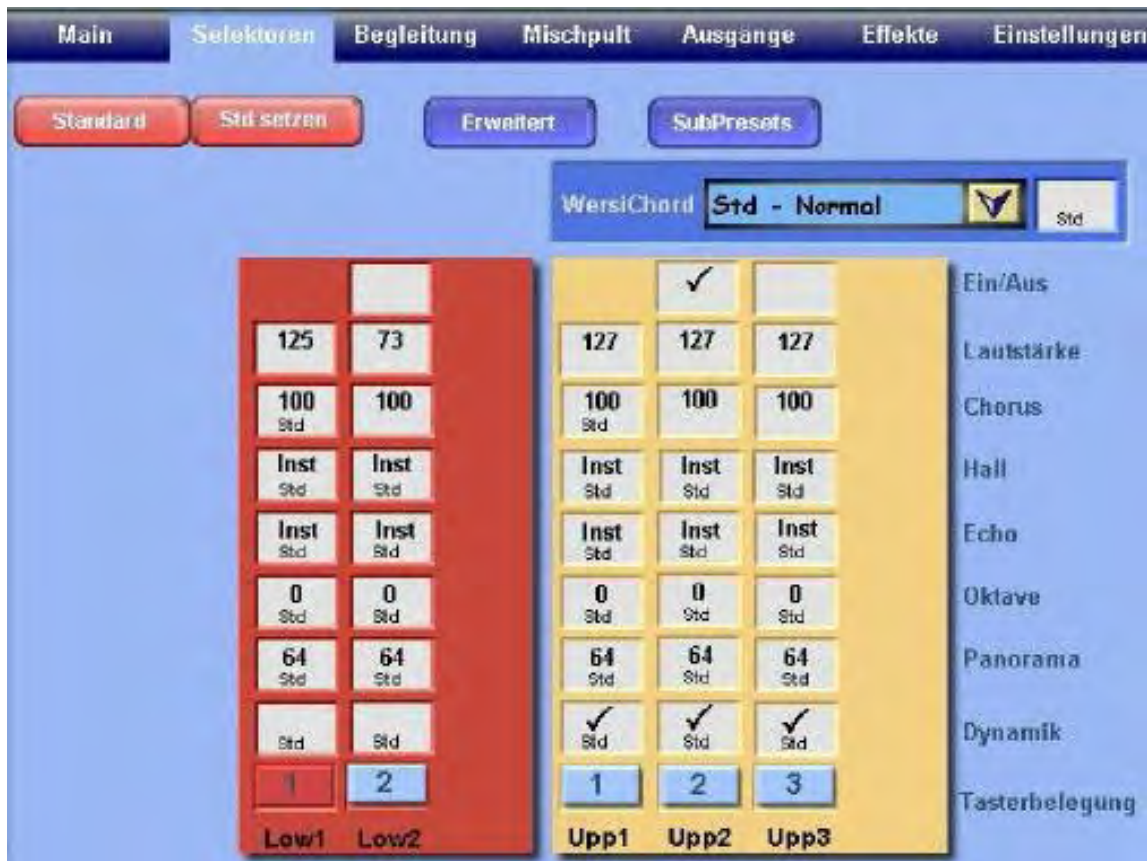 Main Selektoren Begleitung Mischpult Ausgänge Effekte Einstellungen
Standard Std setzen Erweitert SubPresets
WersiChord Std - Normal Std
Ein/Aus
125 73 127 127 127 Lautstärke
100 100 100 100 100 Chorus
Std Std
Inst Inst Inst Inst Inst Hall
Std Std Std Std Std
Inst Inst Inst Inst Inst Echo
Std Std Std Std Std
0 0 0 0 0 Oktave
Std Std Std Std Std
64 64 64 64 64 Panorama
Std Std Std Std Std
Dynamik
Std Std Std Std Std
1 2 1 2 3 Tasterbelegung
Low1 Low2 Upp1 Upp2 Upp3